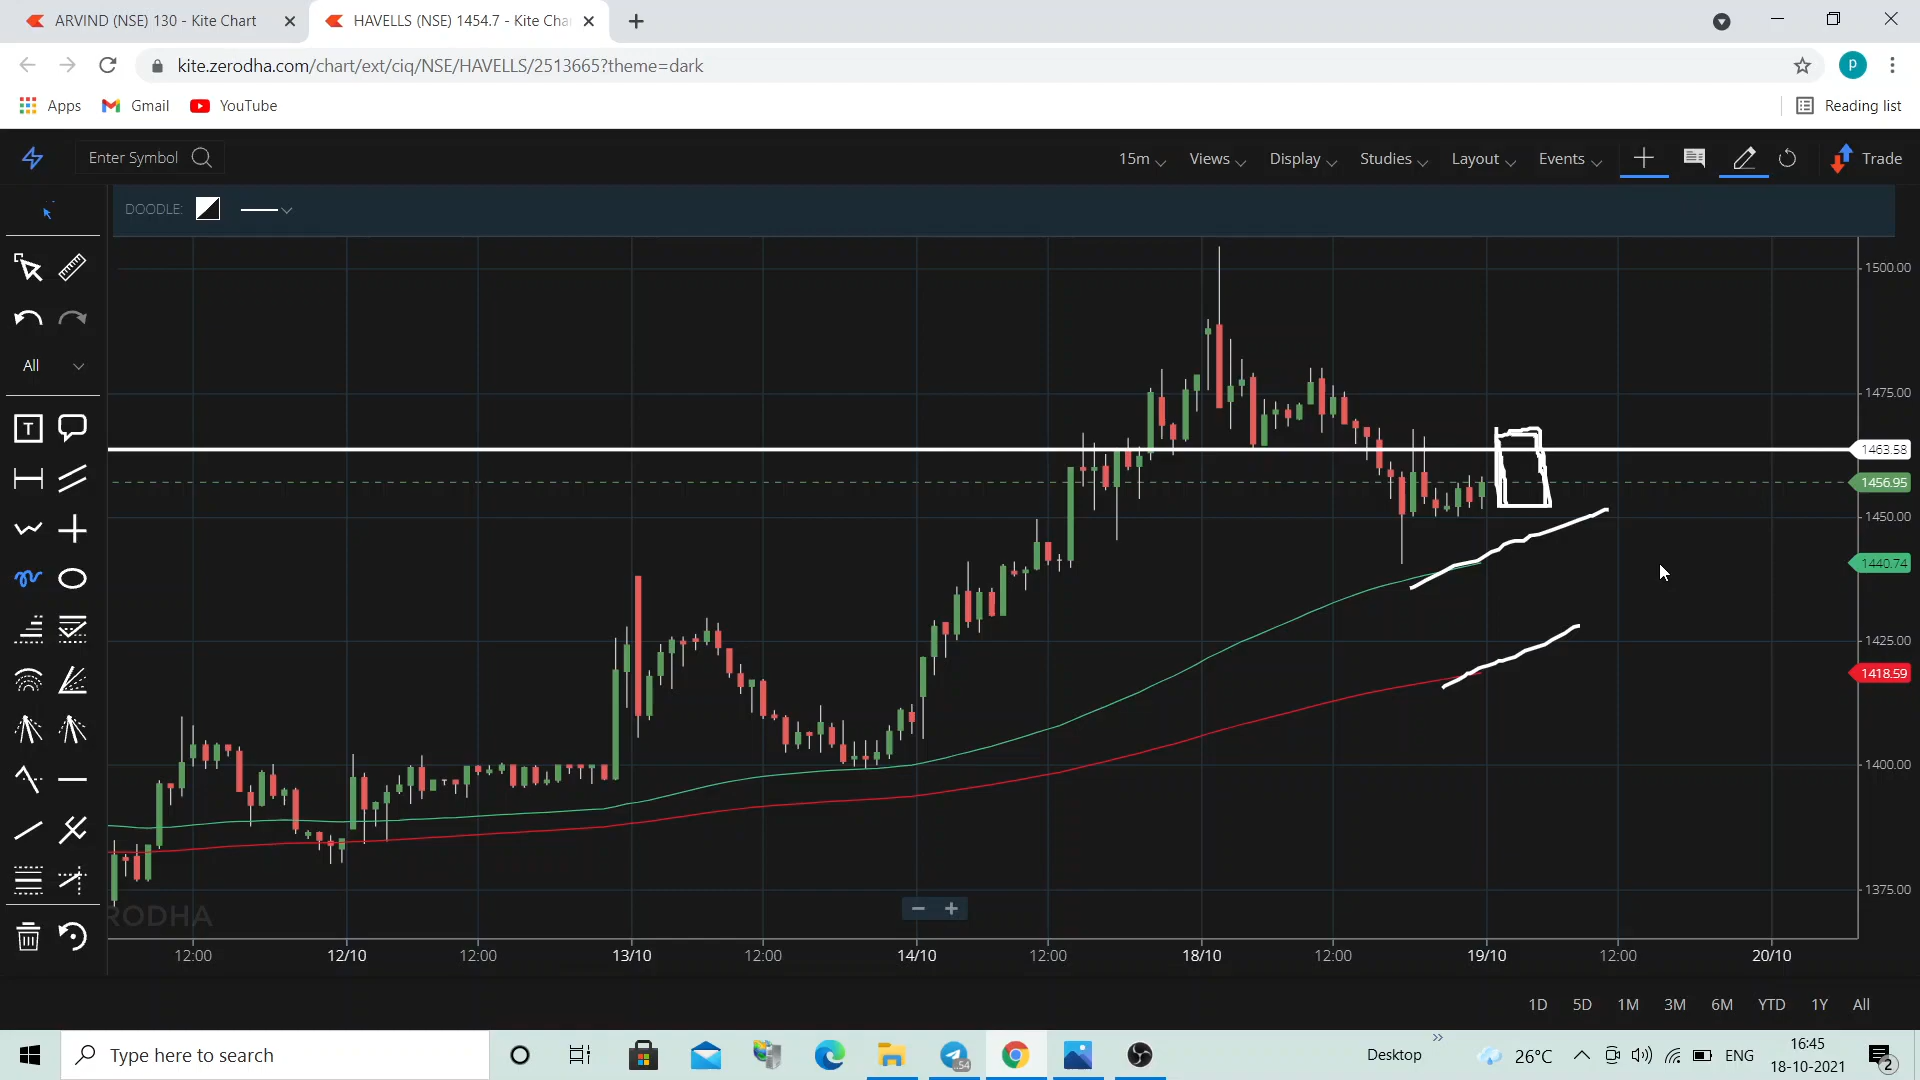 ARVIND (NSE) 130 - Kite Chart
HAVELLS (NSE) 1454.7 - Kite Cha
kite.zerodha.com/chart/ext/ciq/NSE/HAVELLS/2513665?theme=dark
P
Apps Gmail YouTube Reading list
Enter Symbol 15m Views Display Studies Layout Events Trade
DOODLE:
All
T
1500.00
1475.00
1463.58
1456.95
1450.00
1440.74
1425.00
1418.59
1400.00
1375.00
RODHA
12:00 12/10 12:00 13/10 12:00 14/10 12:00 18/10 12:00 19/10 12:00 20/10
1D 5D 1M 3M 6M YTD 1Y All
Type here to search
54
Desktop
26°C
ENG
16:45
18-10-2021
2